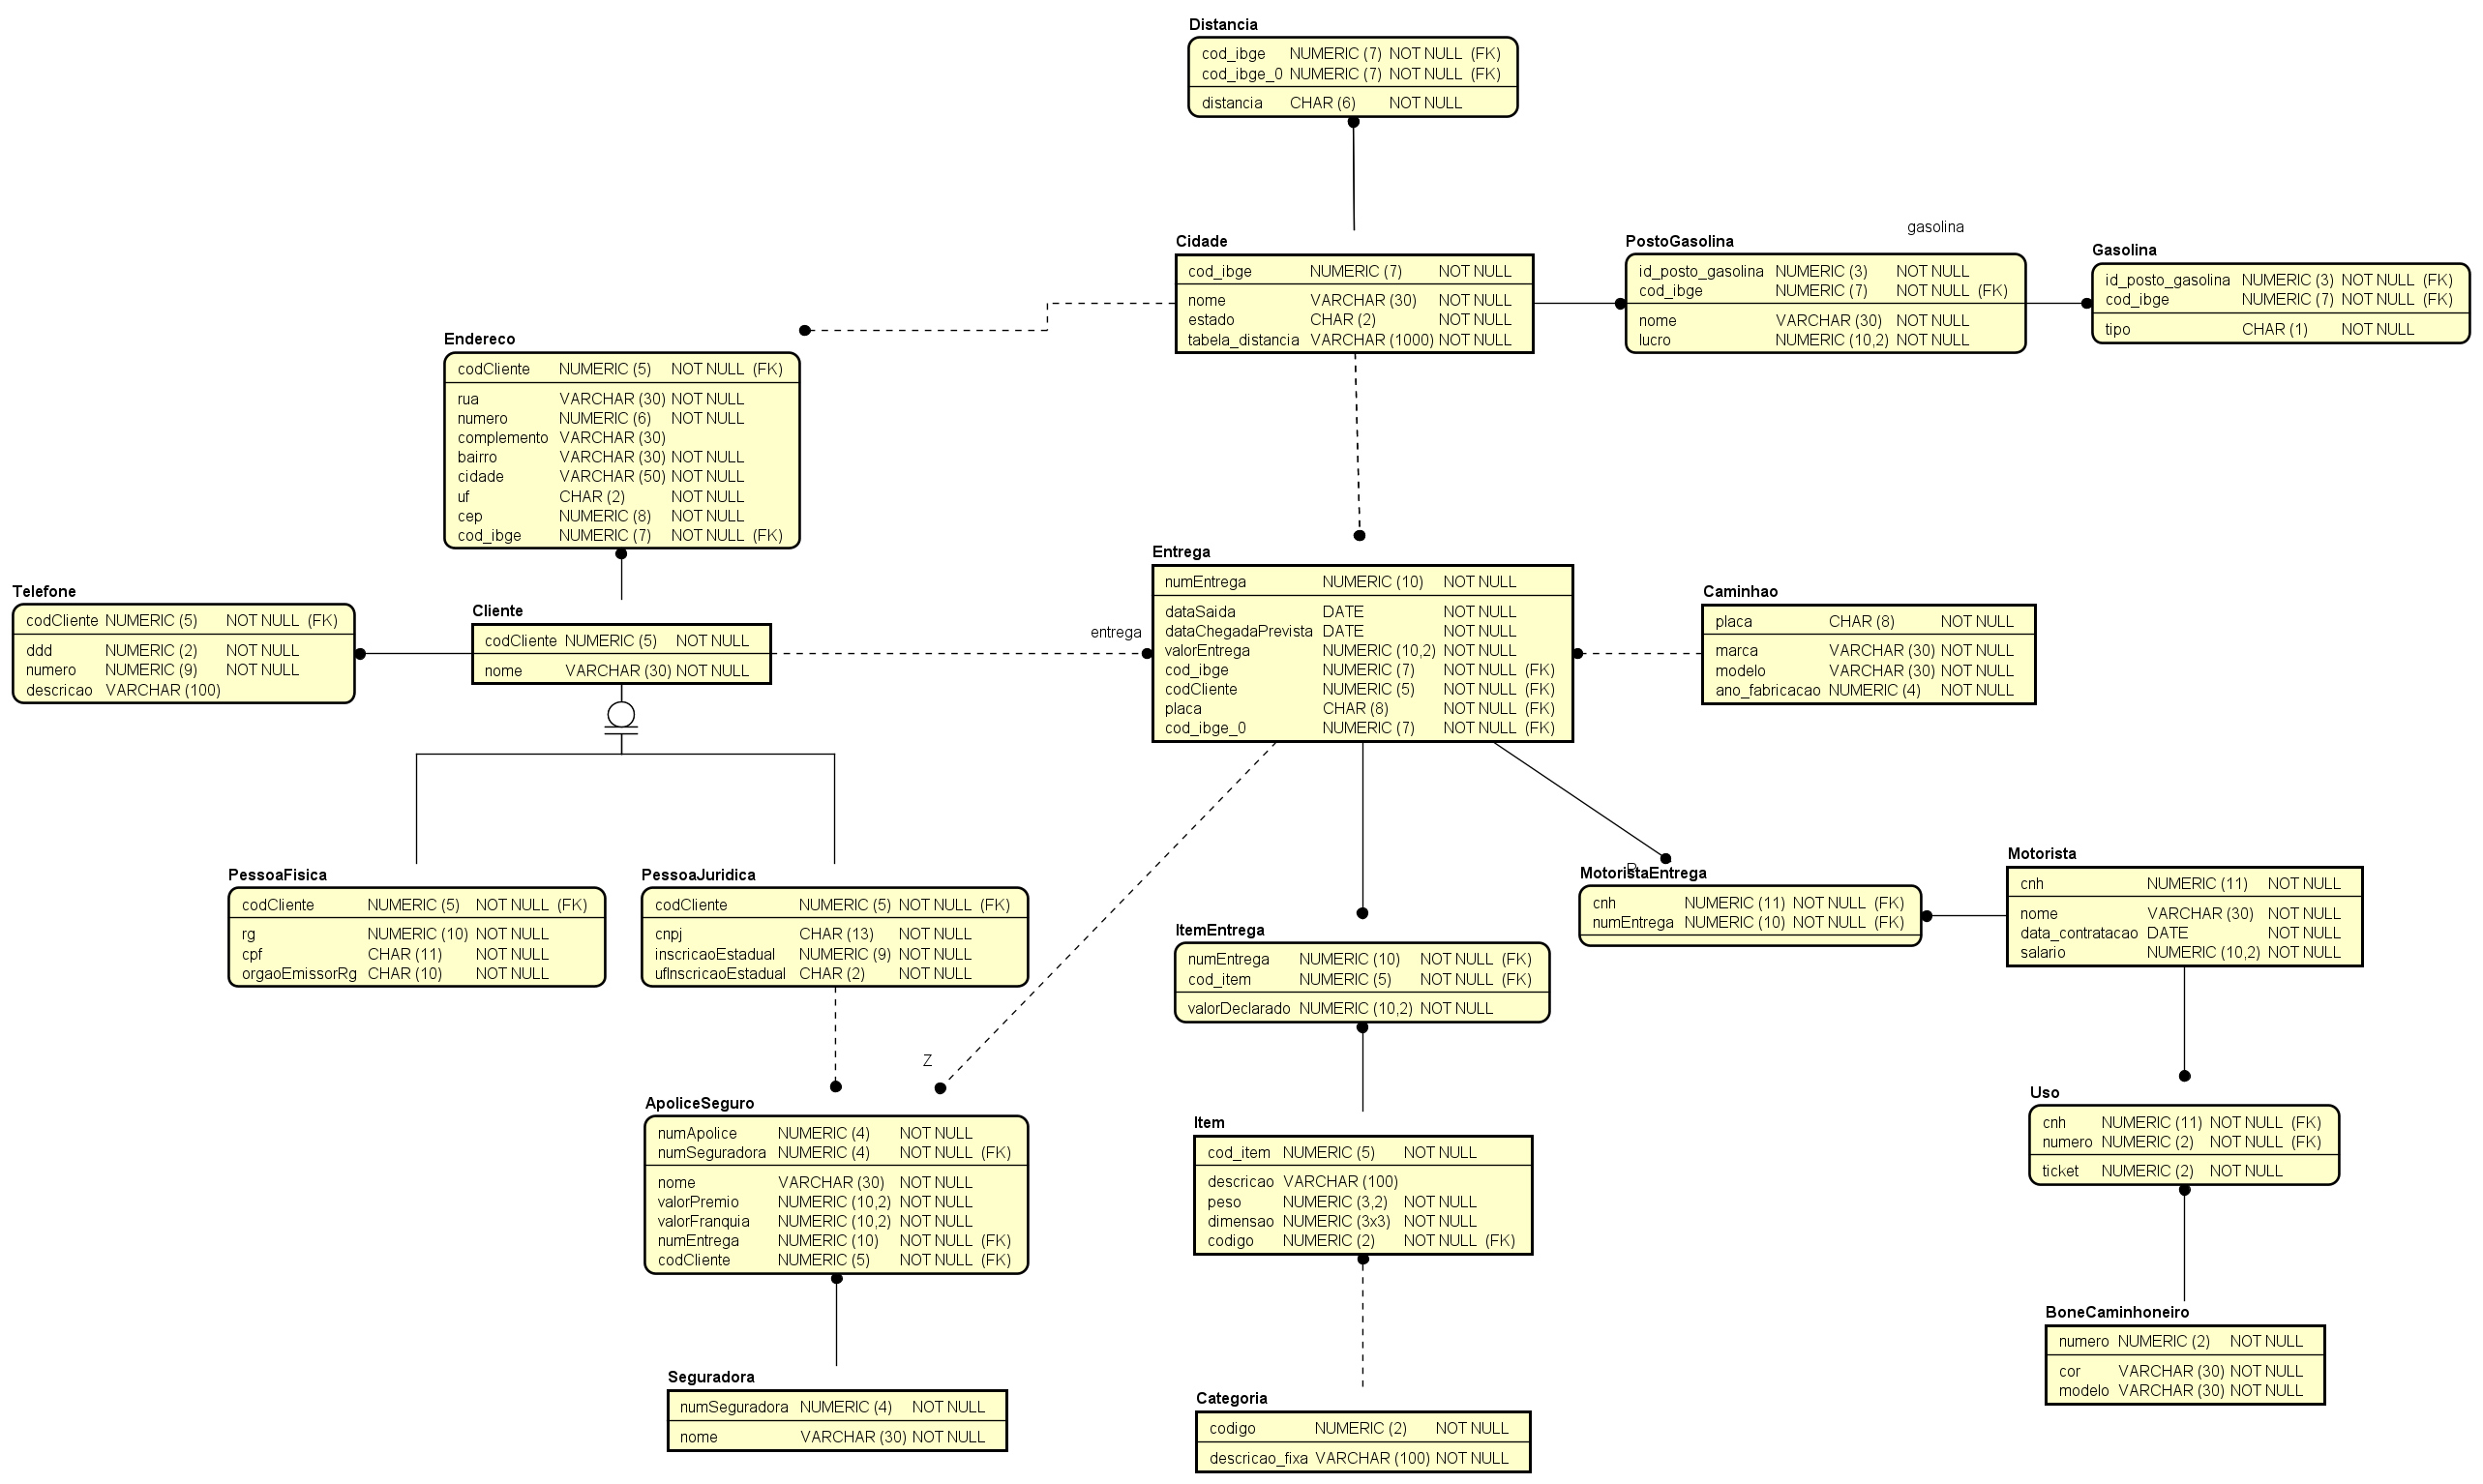 Distancia
cod_ibge NUMERIC (7) NOT NULL (FK)
cod_ibge_0 NUMERIC (7) NOT NULL (FK)
distancia CHAR (6) NOT NULL
Cidade
cod_ibge NUMERIC (7) NOT NULL
nome VARCHAR (30) NOT NULL
estado CHAR (2) NOT NULL
tabela_distancia VARCHAR (1000) NOT NULL
PostoGasolina
id_posto_gasolina NUMERIC (3) NOT NULL
cod_ibge NUMERIC (7) NOT NULL (FK)
nome VARCHAR (30) NOT NULL
lucro NUMERIC (10,2) NOT NULL
gasolina
Gasolina
id_posto_gasolina NUMERIC (3) NOT NULL (FK)
cod_ibge NUMERIC (7) NOT NULL (FK)
tipo CHAR (1) NOT NULL
Endereco
codCliente NUMERIC (5) NOT NULL (FK)
rua VARCHAR (30) NOT NULL
numero NUMERIC (6) NOT NULL
complemento VARCHAR (30)
bairro VARCHAR (30) NOT NULL
cidade VARCHAR (50) NOT NULL
uf CHAR (2) NOT NULL
cep NUMERIC (8) NOT NULL
cod_ibge NUMERIC (7) NOT NULL (FK)
Telefone
codCliente NUMERIC (5) NOT NULL (FK)
ddd NUMERIC (2) NOT NULL
numero NUMERIC (9) NOT NULL
descricao VARCHAR (100)
Cliente
codCliente NUMERIC (5) NOT NULL
nome VARCHAR (30) NOT NULL
entrega
Entrega
numEntrega NUMERIC (10) NOT NULL
dataSaida DATE NOT NULL
dataChegadaPrevista DATE NOT NULL
valorEntrega NUMERIC (10,2) NOT NULL
cod_ibge NUMERIC (7) NOT NULL (FK)
codCliente NUMERIC (5) NOT NULL (FK)
placa CHAR (8) NOT NULL (FK)
cod_ibge_0 NUMERIC (7) NOT NULL (FK)
Caminhao
placa CHAR (8) NOT NULL
marca VARCHAR (30) NOT NULL
modelo VARCHAR (30) NOT NULL
ano_fabricacao NUMERIC (4) NOT NULL
PessoaFisica
codCliente NUMERIC (5) NOT NULL (FK)
rg NUMERIC (10) NOT NULL
cpf CHAR (11) NOT NULL
orgaoEmissorRg CHAR (10) NOT NULL
PessoaJuridica
codCliente NUMERIC (5) NOT NULL (FK)
cnpj CHAR (13) NOT NULL
inscricaoEstadual NUMERIC (9) NOT NULL
ufInscricaoEstadual CHAR (2) NOT NULL
MotoristaEntrega
cnh NUMERIC (11) NOT NULL (FK)
numEntrega NUMERIC (10) NOT NULL (FK)
Motorista
cnh NUMERIC (11) NOT NULL
nome VARCHAR (30) NOT NULL
data_contratacao DATE NOT NULL
salario NUMERIC (10,2) NOT NULL
ItemEntrega
numEntrega NUMERIC (10) NOT NULL (FK)
cod_item NUMERIC (5) NOT NULL (FK)
valorDeclarado NUMERIC (10,2) NOT NULL
Z
ApoliceSeguro
numApolice NUMERIC (4) NOT NULL
numSeguradora NUMERIC (4) NOT NULL (FK)
nome VARCHAR (30) NOT NULL
valorPremio NUMERIC (10,2) NOT NULL
valorFranquia NUMERIC (10,2) NOT NULL
numEntrega NUMERIC (10) NOT NULL (FK)
codCliente NUMERIC (5) NOT NULL (FK)
Item
cod_item NUMERIC (5) NOT NULL
descricao VARCHAR (100)
peso NUMERIC (3,2) NOT NULL
dimensao NUMERIC (3x3) NOT NULL
codigo NUMERIC (2) NOT NULL (FK)
Uso
cnh NUMERIC (11) NOT NULL (FK)
numero NUMERIC (2) NOT NULL (FK)
ticket NUMERIC (2) NOT NULL
BoneCaminhoneiro
numero NUMERIC (2) NOT NULL
cor VARCHAR (30) NOT NULL
modelo VARCHAR (30) NOT NULL
Seguradora
numSeguradora NUMERIC (4) NOT NULL
nome VARCHAR (30) NOT NULL
Categoria
codigo NUMERIC (2) NOT NULL
descricao_fixa VARCHAR (100) NOT NULL